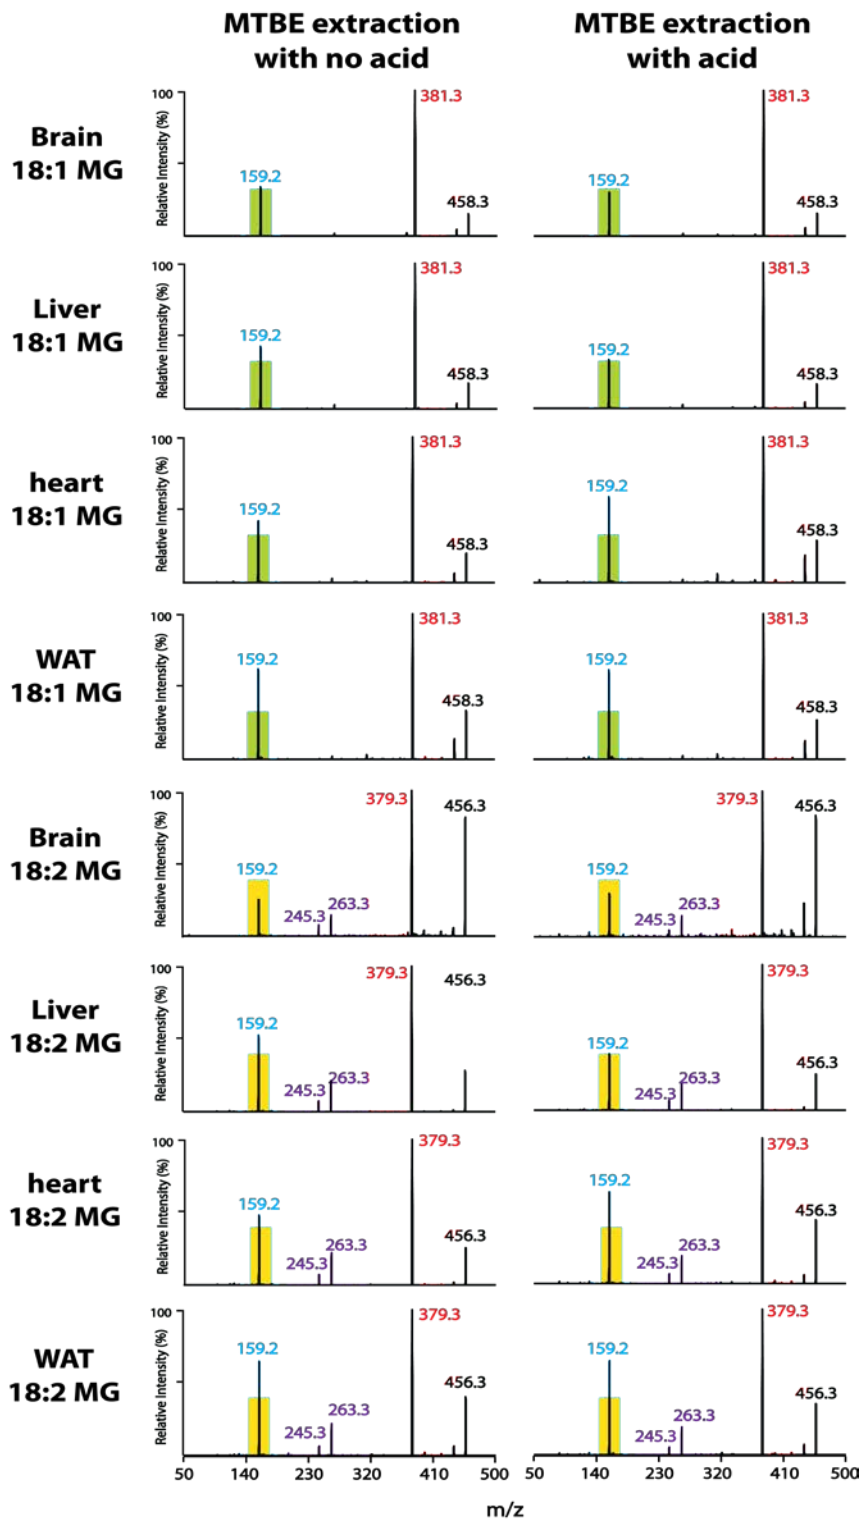 MTBE extraction
with no acid
MTBE extraction
with acid
Brain
18:1 MG
Relative Intensity (%)
100
159.2
381.3
458.3
159.2
381.3
458.3
Liver
18:1 MG
Relative Intensity (%)
100
159.2
381.3
458.3
159.2
381.3
458.3
heart
18:1 MG
Relative Intensity (%)
100
159.2
381.3
458.3
159.2
381.3
458.3
WAT
18:1 MG
Relative Intensity (%)
100
159.2
381.3
458.3
159.2
381.3
458.3
Brain
18:2 MG
Relative Intensity (%)
100
159.2
245.3
263.3
379.3
456.3
159.2
245.3
263.3
379.3
456.3
Liver
18:2 MG
Relative Intensity (%)
100
159.2
245.3
263.3
379.3
456.3
159.2
245.3
263.3
379.3
456.3
heart
18:2 MG
Relative Intensity (%)
100
159.2
245.3
263.3
379.3
456.3
159.2
245.3
263.3
379.3
456.3
WAT
18:2 MG
Relative Intensity (%)
100
159.2
245.3
263.3
379.3
456.3
159.2
245.3
263.3
379.3
456.3
50 140 230 320 410 500
50 140 230 320 410 500
m/z